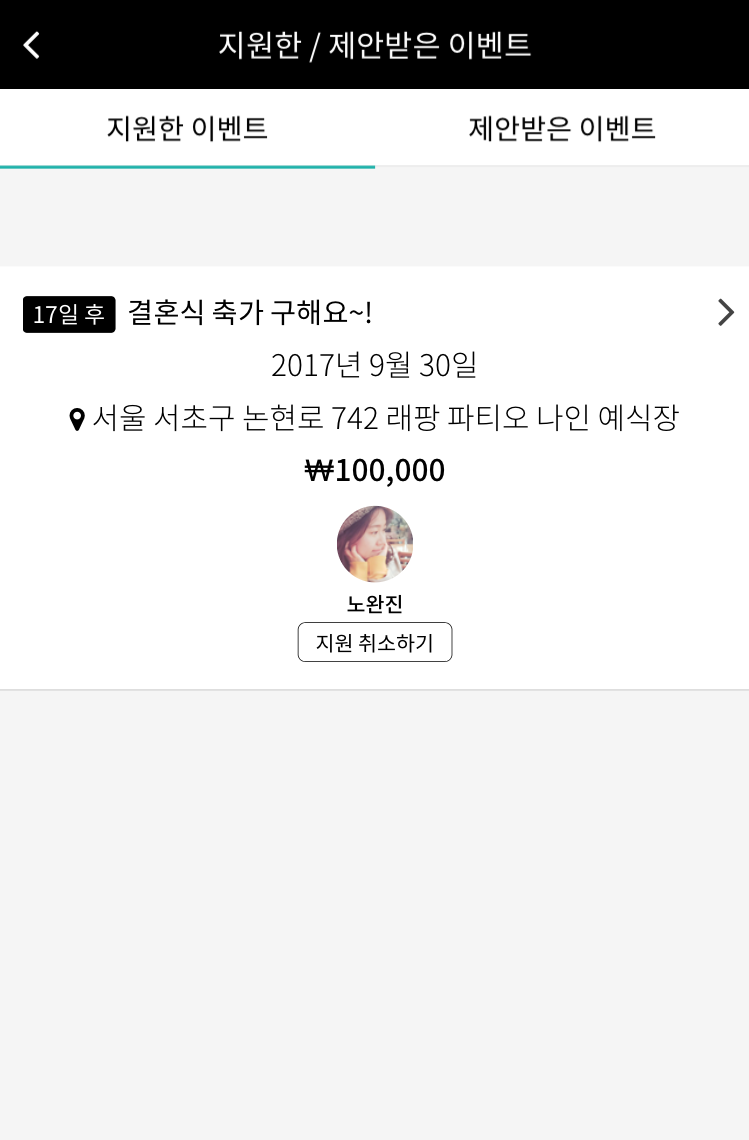 지원한 / 제안받은 이벤트
지원한 이벤트
제안받은 이벤트
17일 후 결혼식 축가 구해요~!
2017년 9월 30일
서울 서초구 논현로 742 래팡 파티오 나인 예식장
₩100,000
노완진
지원 취소하기